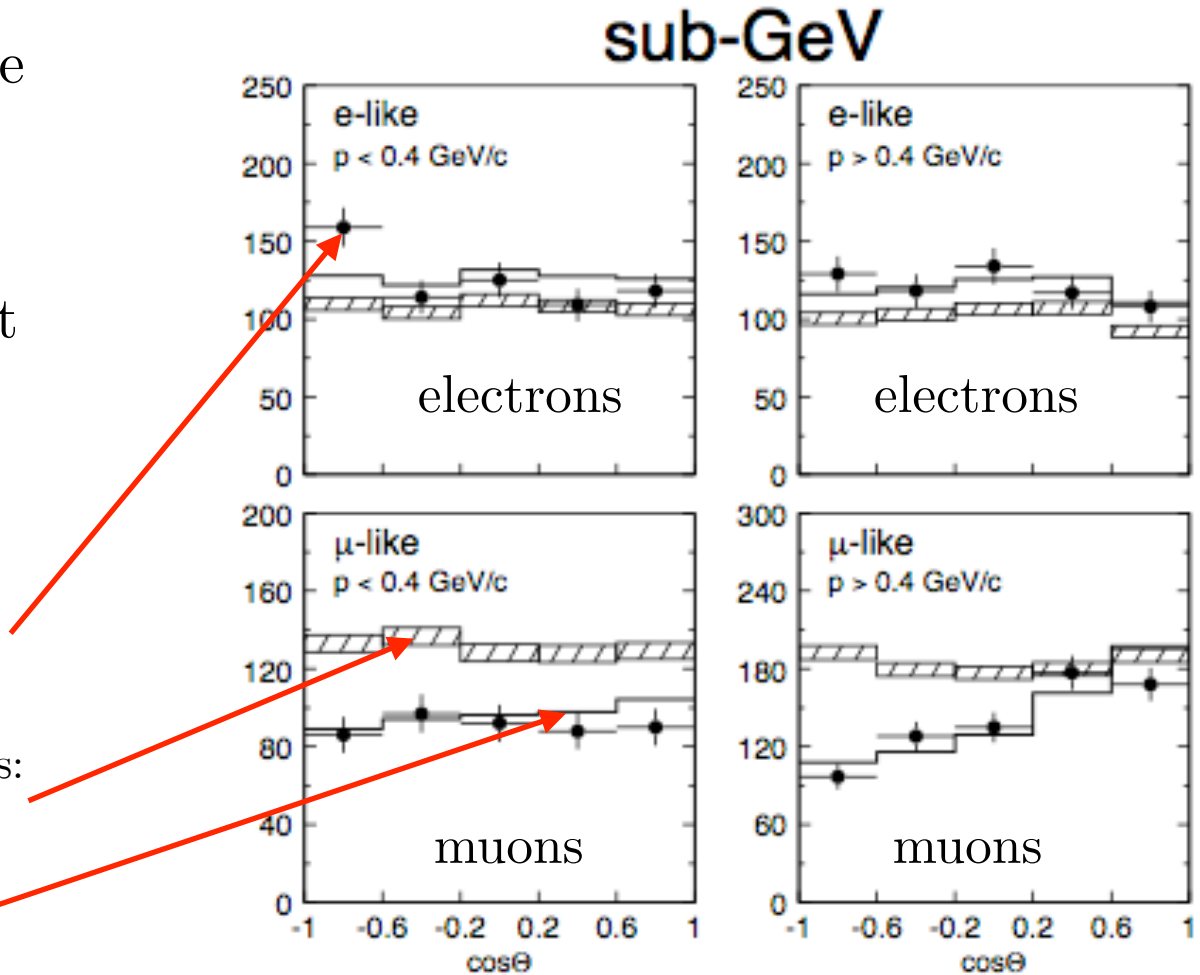 sub-GeV
e
t
s:
250
200
150
100
50
0
e-like
p < 0.4 GeV/c
electrons
250
200
150
100
50
0
e-like
p > 0.4 GeV/c
electrons
200
160
120
80
40
0
μ-like
p < 0.4 GeV/c
muons
-1 -0.6 -0.2 0.2 0.6 1
cosΘ
300
240
180
120
60
0
μ-like
p > 0.4 GeV/c
muons
-1 -0.6 -0.2 0.2 0.6 1
cosΘ